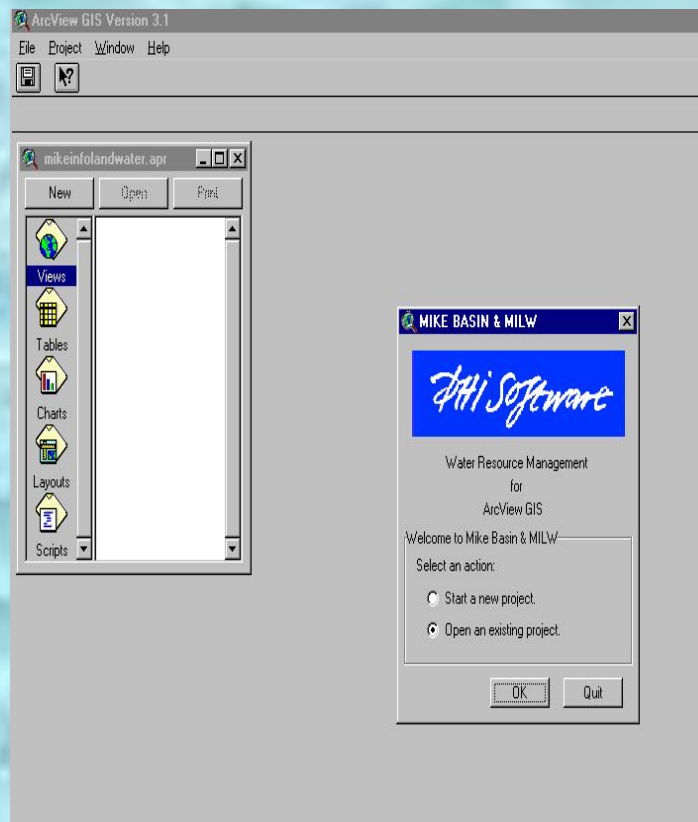 ArcView GIS Version 3.1
File Project Window Help
mikeinfolandwater.apr
New Open Print
Views
Tables
Charts
Layouts
Scripts
MIKE BASIN & MILW
DHI Software
Water Resource Management
for
ArcView GIS
Welcome to Mike Basin & MILW
Select an action:
Start a new project.
Open an existing project.
OK Quit